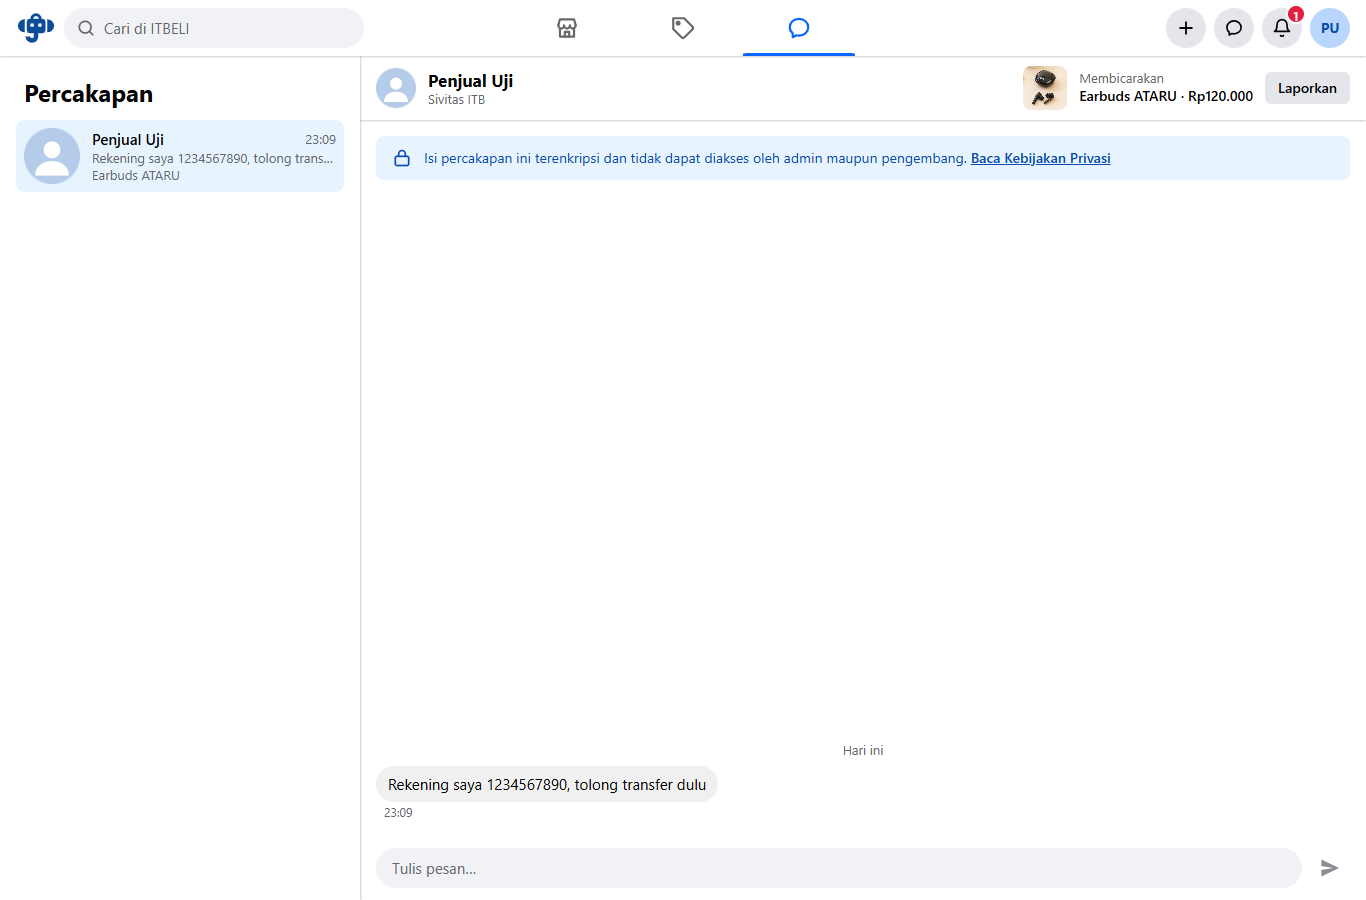 Cari di ITBELI
1
PU
Percakapan
Penjual Uji
23:09
Rekening saya 1234567890, tolong trans...
Earbuds ATARU
Penjual Uji
Sivitas ITB
Membicarakan
Earbuds ATARU · Rp120.000
Laporkan
Isi percakapan ini terenkripsi dan tidak dapat diakses oleh admin maupun pengembang. Baca Kebijakan Privasi
Hari ini
Rekening saya 1234567890, tolong transfer dulu
23:09
Tulis pesan...